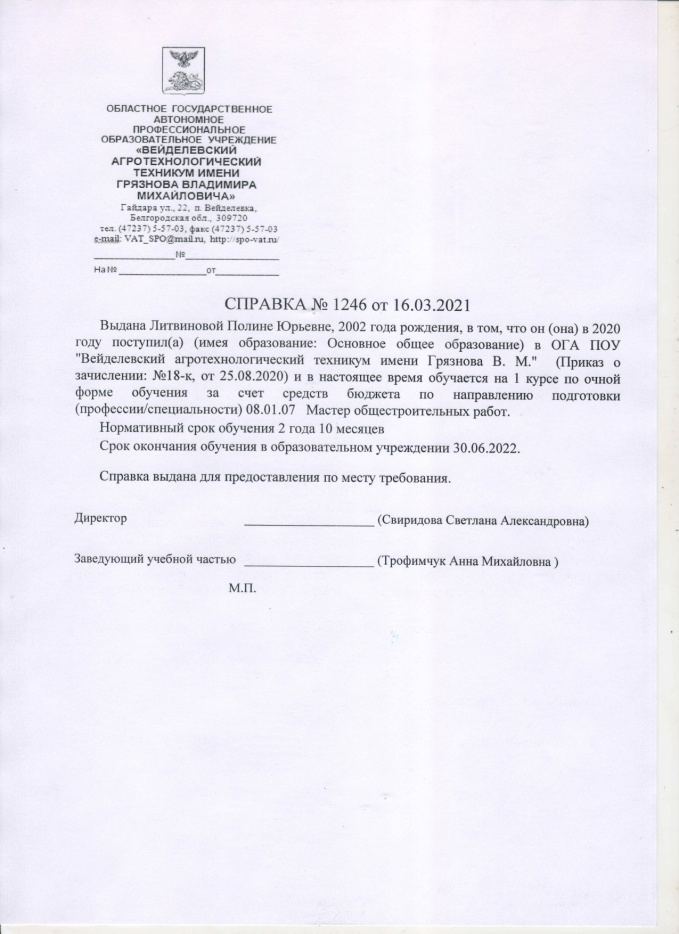 ОБЛАСТНОЕ ГОСУДАРСТВЕННОЕ
АВТОНОМНОЕ
ПРОФЕССИОНАЛЬНОЕ
ОБРАЗОВАТЕЛЬНОЕ УЧРЕЖДЕНИЕ
«ВЕЙДЕЛЕВСКИЙ
АГРОТЕХНОЛОГИЧЕСКИЙ
ТЕХНИКУМ ИМЕНИ
ГРЯЗНОВА ВЛАДИМИРА
МИХАЙЛОВИЧА»
Гайдара ул., 22, п. Вейделевка,
Белгородская обл., 309720
тел. (47237) 5-57-03, факс (47237) 5-57-03
e-mail: VAT_SPO@mail.ru, http://spo-vat.ru/
__________________№____________________
На № ___________________от______________
СПРАВКА № 1246 от 16.03.2021
Выдана Литвиновой Полине Юрьевне, 2002 года рождения, в том, что он (она) в 2020
году поступил(а) (имея образование: Основное общее образование) в ОГА ПОУ
"Вейделевский агротехнологический техникум имени Грязнова В. М." (Приказ о
зачислении: №18-к, от 25.08.2020) и в настоящее время обучается на 1 курсе по очной
форме обучения за счет средств бюджета по направлению подготовки
(профессии/специальности) 08.01.07 Мастер общестроительных работ.
Нормативный срок обучения 2 года 10 месяцев
Срок окончания обучения в образовательном учреждении 30.06.2022.
Справка выдана для предоставления по месту требования.
Директор ____________________ (Свиридова Светлана Александровна)
Заведующий учебной частью ____________________ (Трофимчук Анна Михайловна )
М.П.